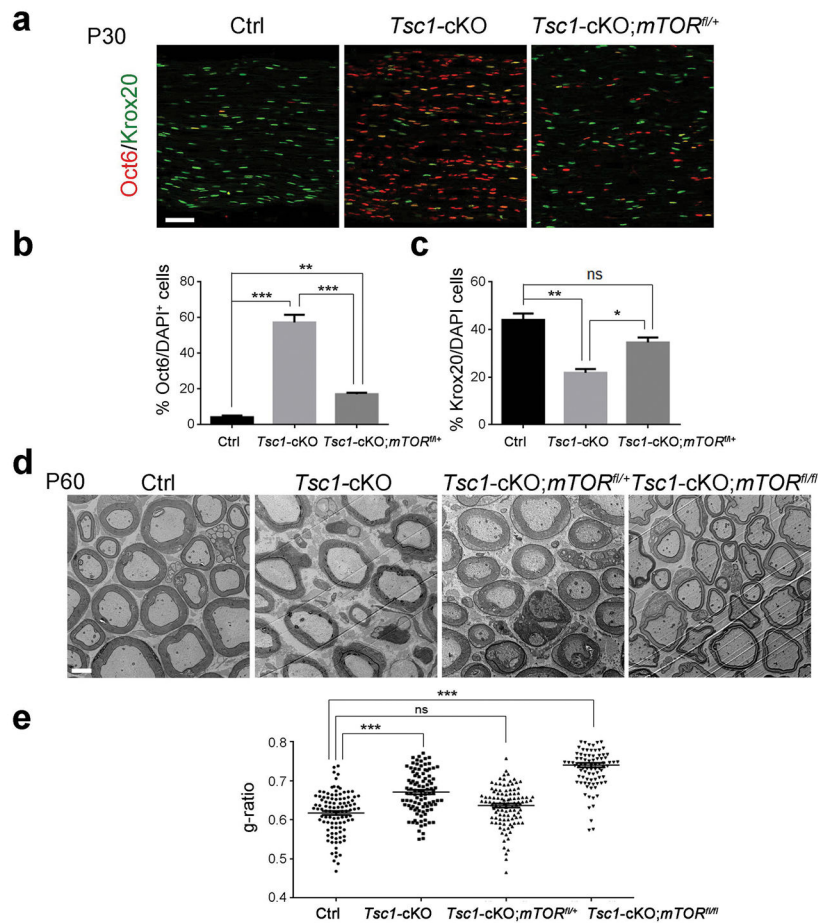 a
P30
Ctrl
Tsc1-cKO
Tsc1-cKO;mTORfl/+
Oct6/Krox20
b
c
% Oct6/DAPI+ cells
80
60
40
20
0
**
***
***
Ctrl
Tsc1-cKO
Tsc1-cKO;mTORfl/+
% Krox20/DAPI cells
60
40
20
0
ns
**
*
Ctrl
Tsc1-cKO
Tsc1-cKO;mTORfl/+
d
P60
Ctrl
Tsc1-cKO
Tsc1-cKO;mTORfl/+
Tsc1-cKO;mTORfl/fl
e
***
ns
***
g-ratio
0.8
0.7
0.6
0.5
0.4
Ctrl
Tsc1-cKO
Tsc1-cKO;mTORfl/+
Tsc1-cKO;mTORfl/fl